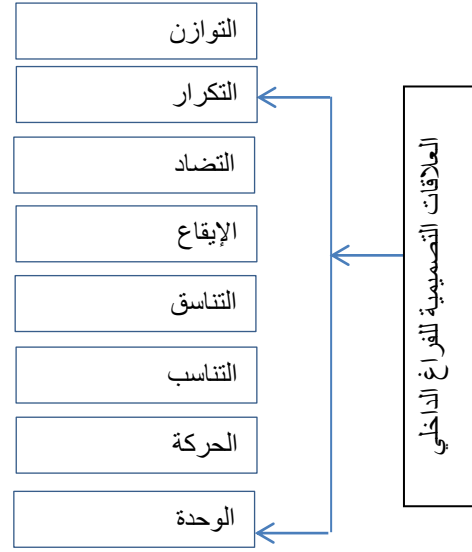 العلاقات التصميمية للفراغ الداخلي
التوازن
التكرار
التضاد
الإيقاع
التناسق
التناسب
الحركة
الوحدة